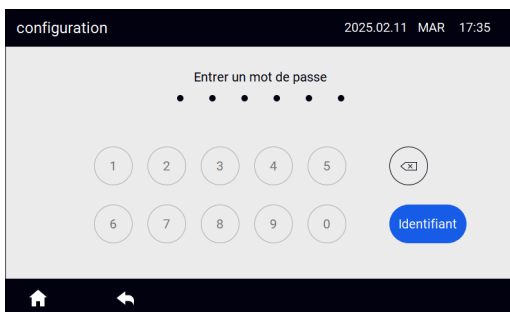 configuration 2025.02.11 MAR 17:35
Entrer un mot de passe
1 2 3 4 5
6 7 8 9 0 Identifiant